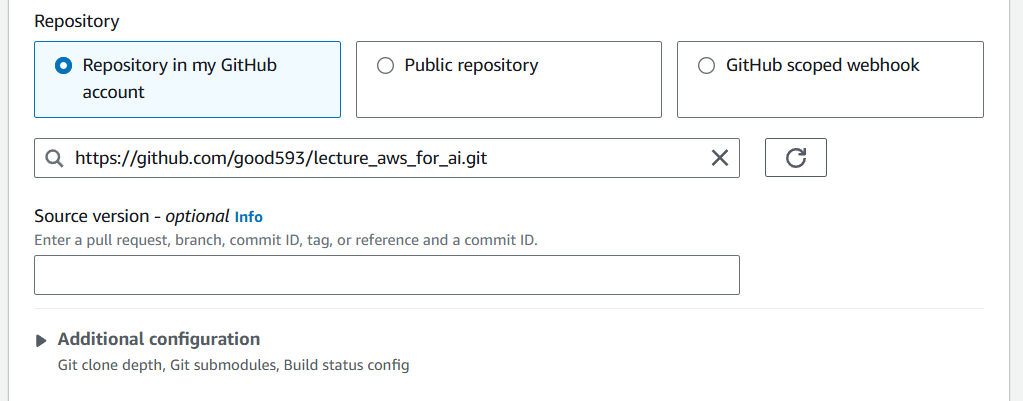 Repository
Repository in my GitHub
account
Public repository
GitHub scoped webhook
https://github.com/good593/lecture_aws_for_ai.git
Source version - optional Info
Enter a pull request, branch, commit ID, tag, or reference and a commit ID.
Additional configuration
Git clone depth, Git submodules, Build status config